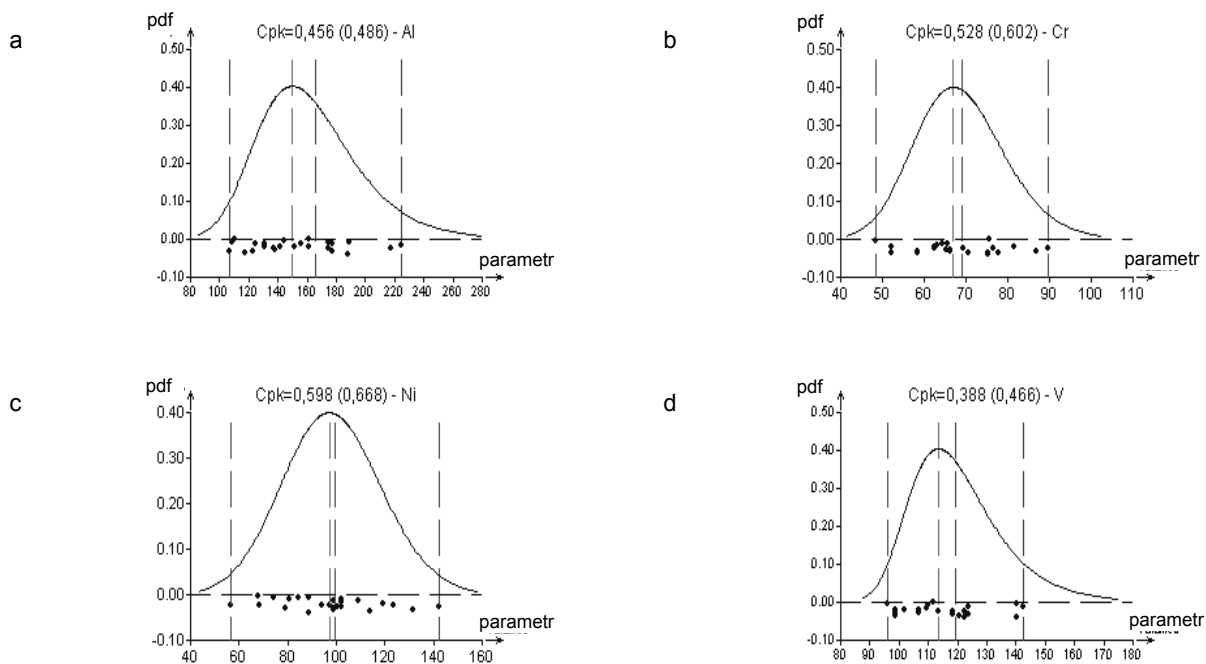 a
pdf
Cpk=0,456 (0,486) - Al
0.50
0.40
0.30
0.20
0.10
0.00
-0.10
80 100 120 140 160 180 200 220 240 260 280
parametr
b
pdf
Cpk=0,528 (0,602) - Cr
0.50
0.40
0.30
0.20
0.10
0.00
-0.10
40 50 60 70 80 90 100 110
parametr
c
pdf
Cpk=0,598 (0,668) - Ni
0.40
0.30
0.20
0.10
0.00
-0.10
40 60 80 100 120 140 160
parametr
d
pdf
Cpk=0,388 (0,466) - V
0.50
0.40
0.30
0.20
0.10
0.00
-0.10
80 90 100 110 120 130 140 150 160 170 180
parametr